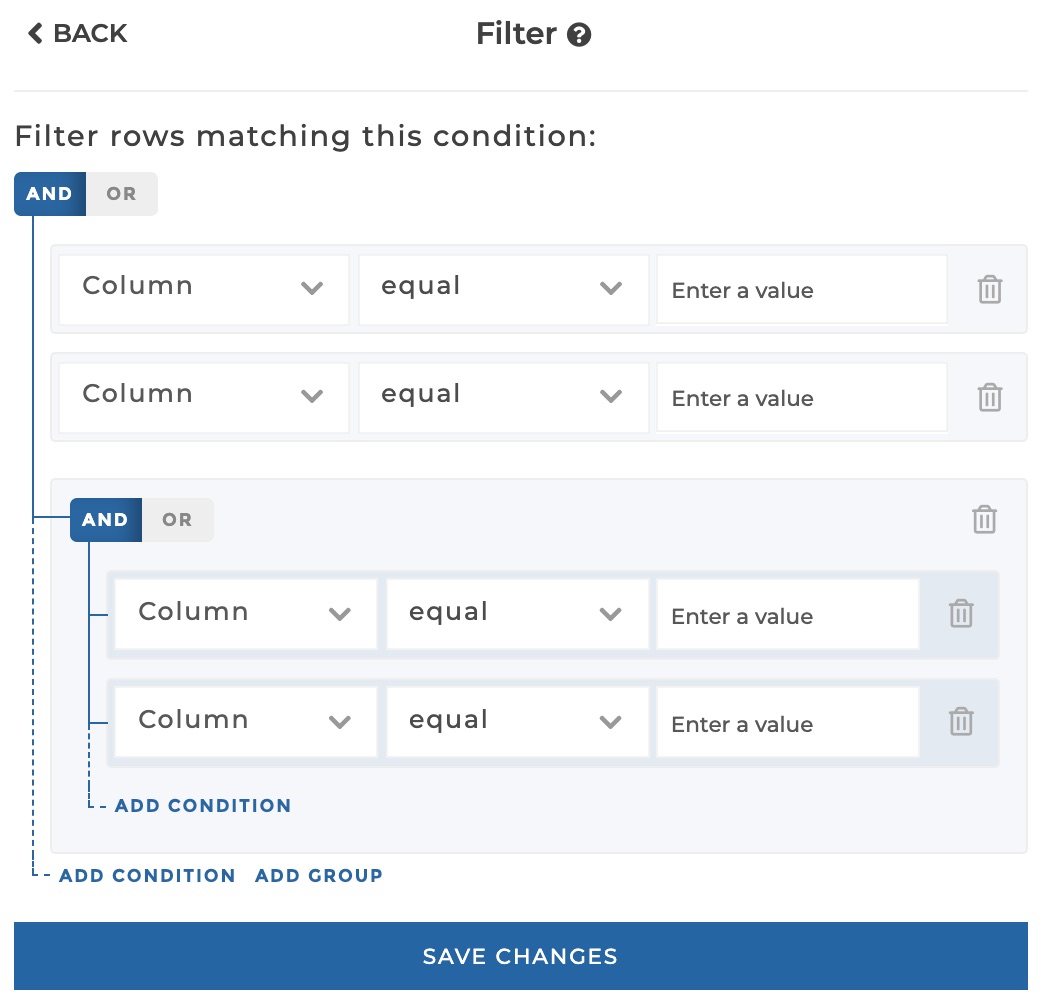 BACK
Filter ?
Filter rows matching this condition:
AND OR
Column equal Enter a value
Column equal Enter a value
AND OR
Column equal Enter a value
Column equal Enter a value
ADD CONDITION
ADD CONDITION ADD GROUP
SAVE CHANGES